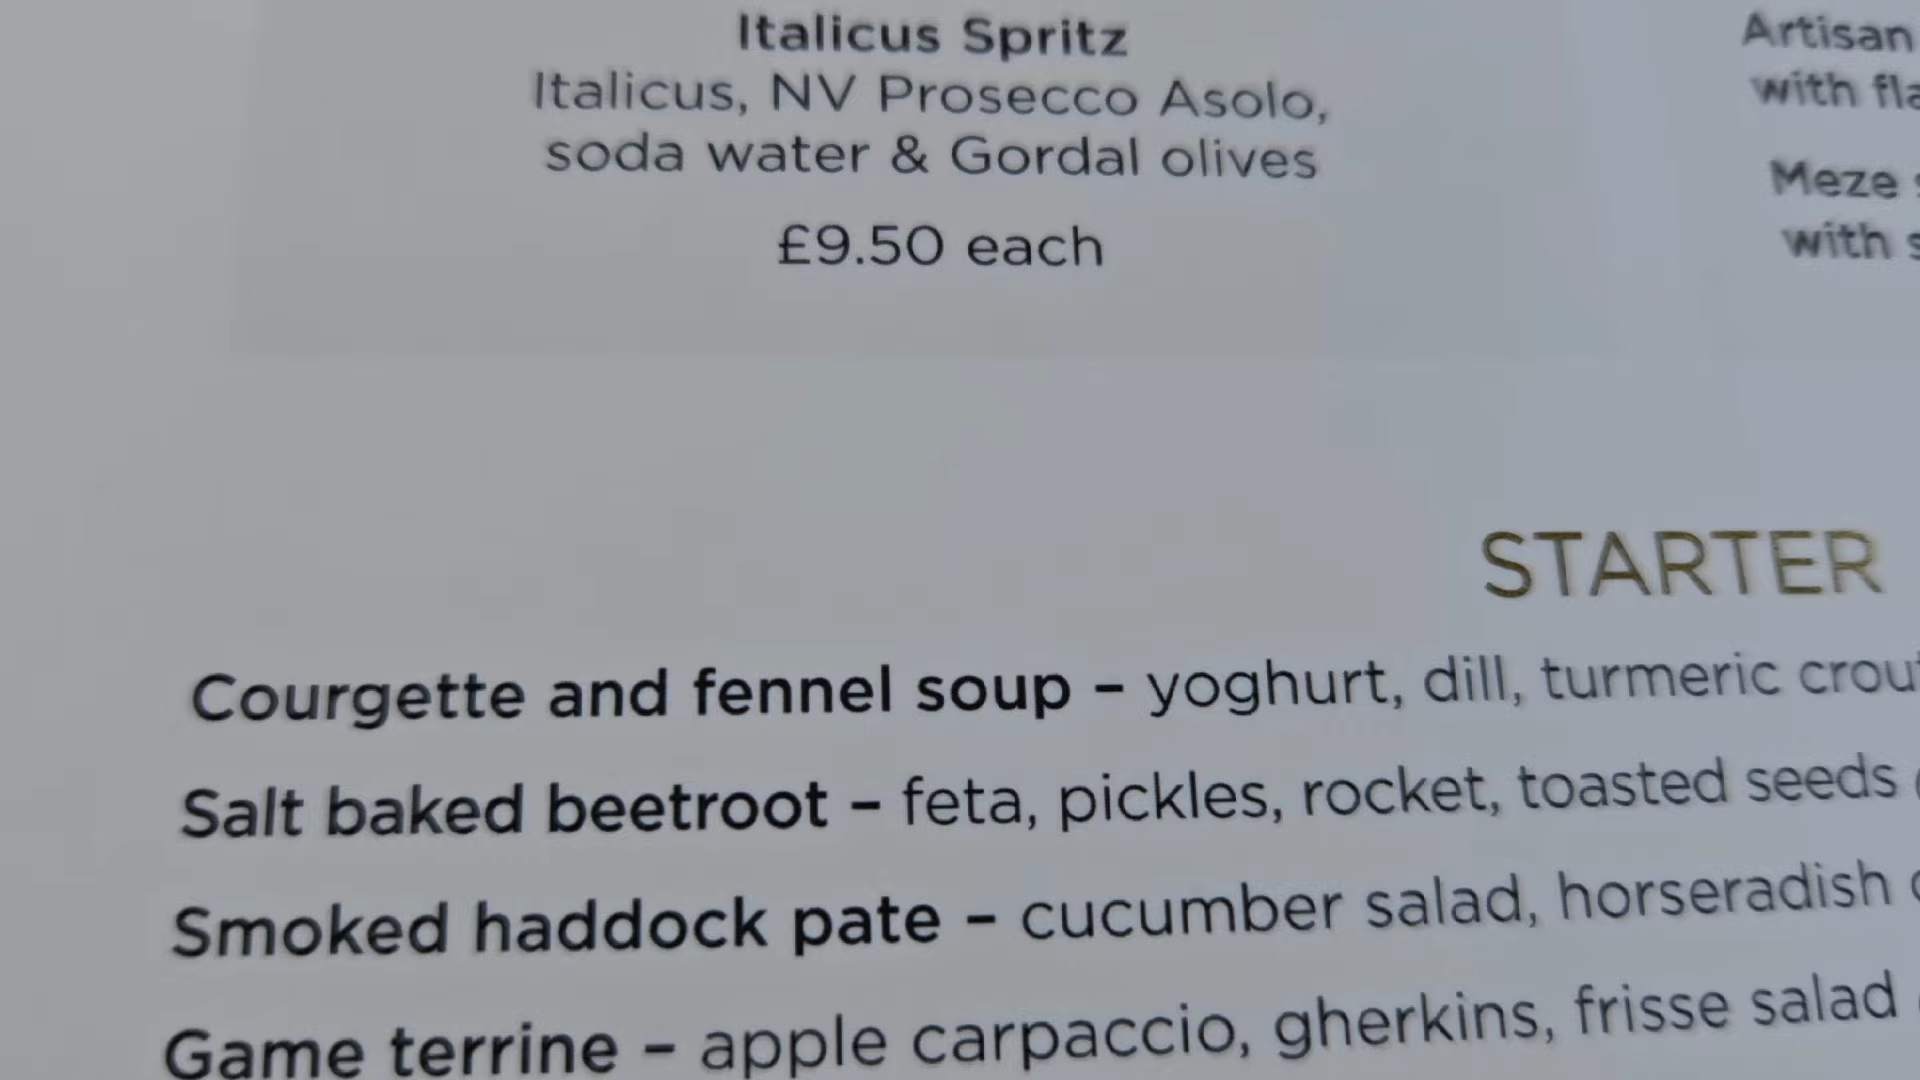 Italicus Spritz
Italicus, NV Prosecco Asolo,
soda water & Gordal olives
£9.50 each
Artisan
with
Meze
with
STARTER
Courgette and fennel soup – yoghurt, dill, turmeric
Salt baked beetroot – feta, pickles, rocket, toasted seeds
Smoked haddock pate – cucumber salad, horseradish
Game terrine – apple carpaccio, gherkins, frisse salad